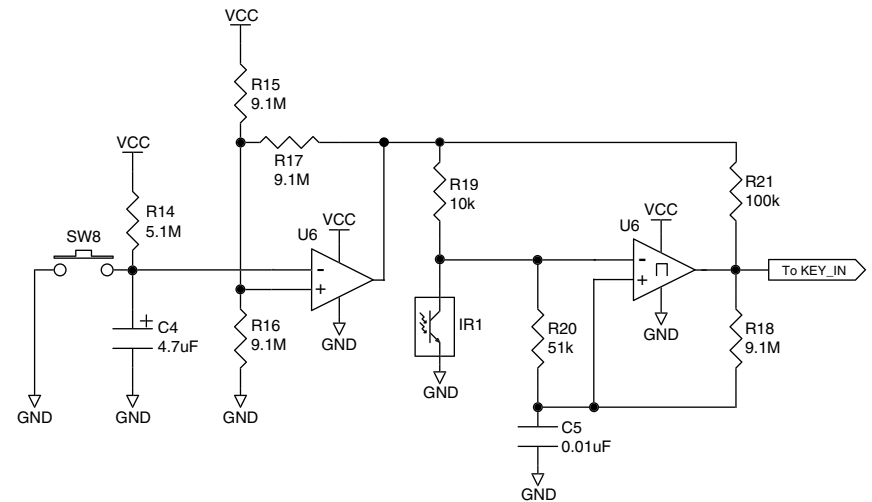 VCC
R15
9.1M
VCC
R17
9.1M
R19
10k
R21
100k
R14
5.1M
SW8
U6
VCC
-
+
GND
U6
VCC
-
+
GND
To KEY_IN
+
C4
4.7uF
R16
9.1M
IR1
GND
R20
51k
R18
9.1M
GND
GND
GND
C5
0.01uF
GND